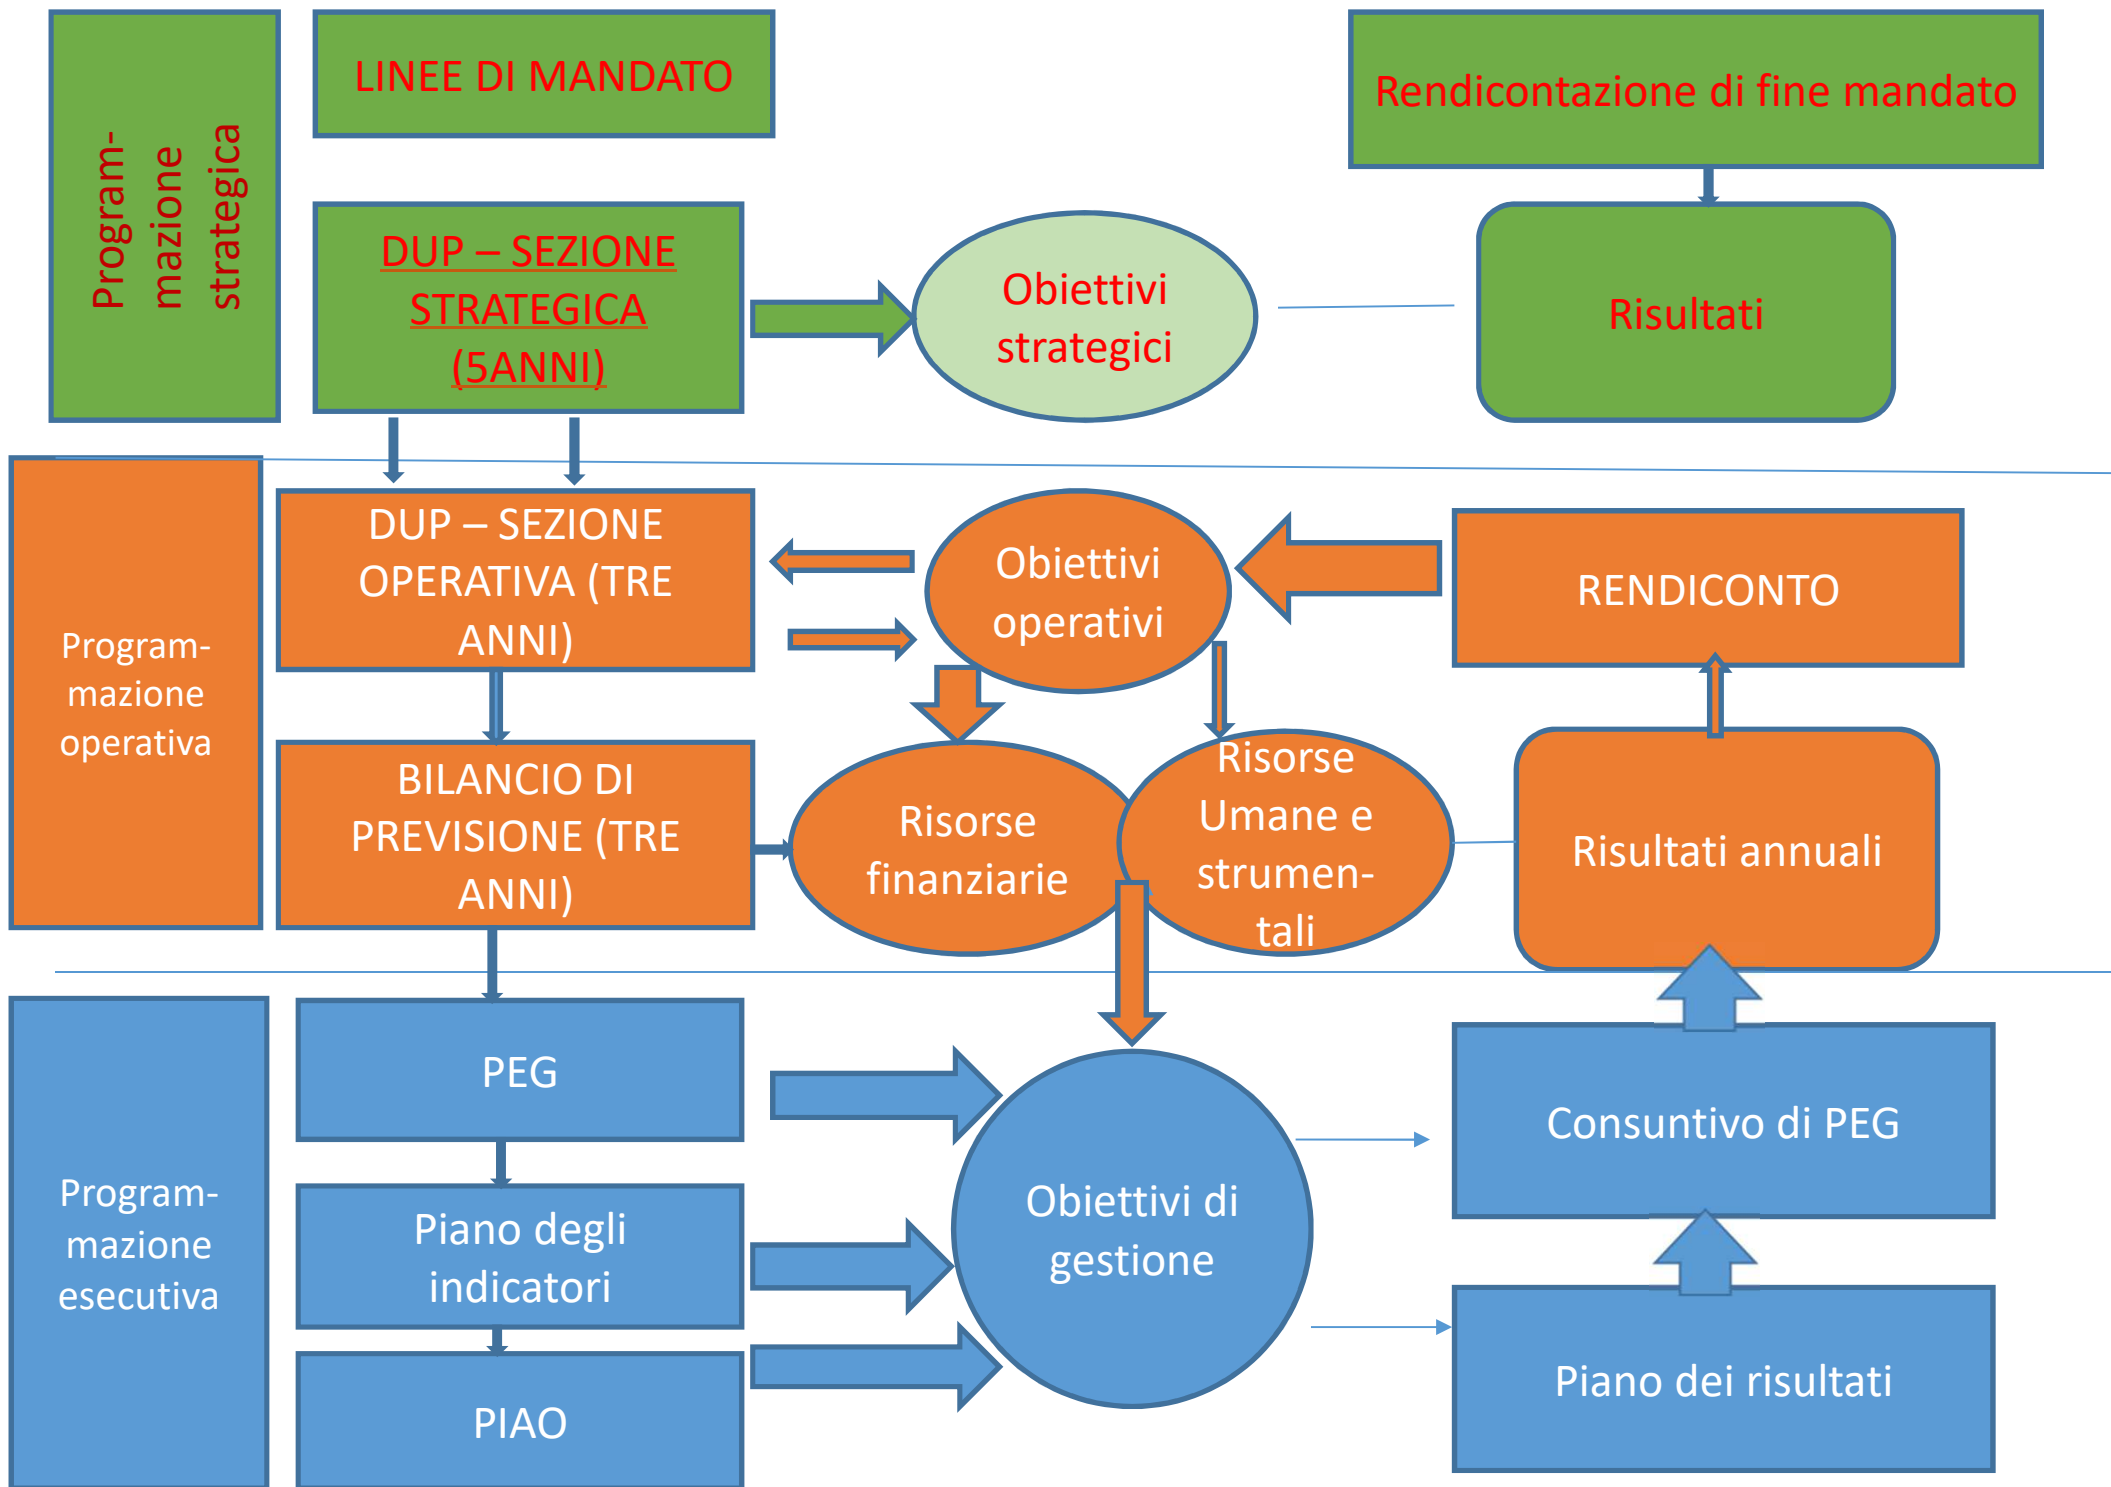 Program-
mazione
strategica
LINEE DI MANDATO
Rendicontazione di fine mandato
DUP – SEZIONE
STRATEGICA
(5ANNI)
Obiettivi
strategici
Risultati
Program-
mazione
operativa
DUP – SEZIONE
OPERATIVA (TRE
ANNI)
Obiettivi
operativi
RENDICONTO
BILANCIO DI
PREVISIONE (TRE
ANNI)
Risorse
finanziarie
Risorse
Umane e
strumen-
tali
Risultati annuali
Program-
mazione
esecutiva
PEG
Piano degli
indicatori
PIAO
Obiettivi di
gestione
Consuntivo di PEG
Piano dei risultati